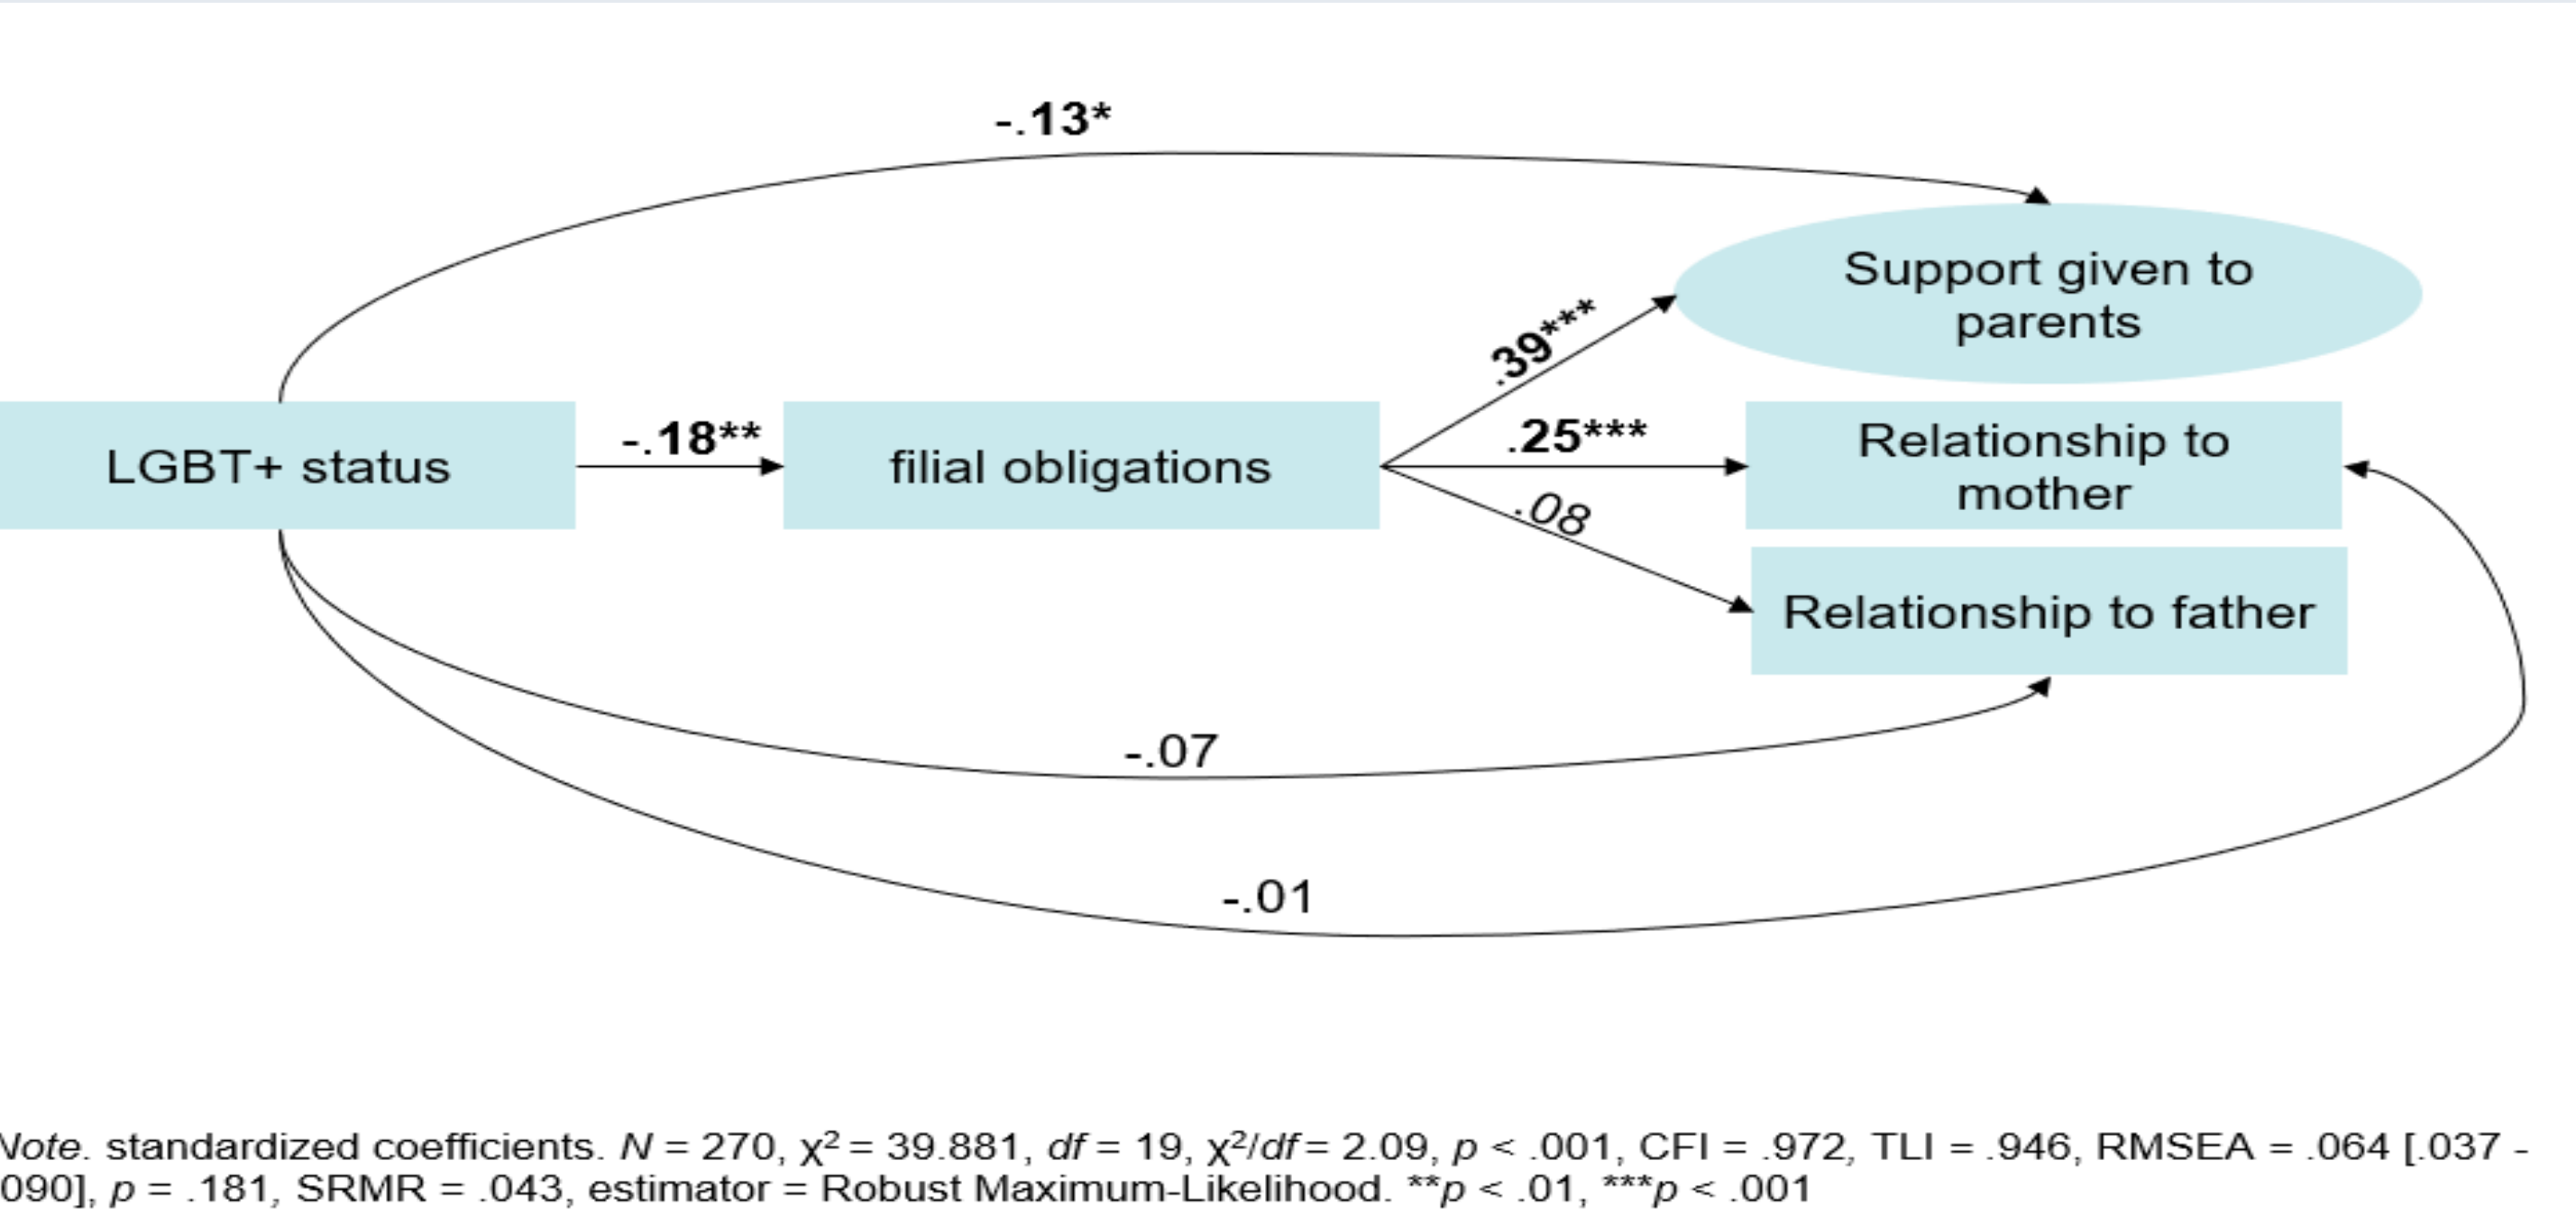 -.13*
Support given to
parents
.39***
LGBT+ status
-.18**
filial obligations
.25***
Relationship to
mother
.08
Relationship to father
-.07
-.01
Note. standardized coefficients. N = 270, χ² = 39.881, df = 19, χ²/df = 2.09, p < .001, CFI = .972, TLI = .946, RMSEA = .064 [.037 -
090], p = .181, SRMR = .043, estimator = Robust Maximum-Likelihood. **p < .01, ***p < .001